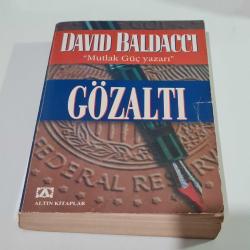 DAVID BALDACCI
"Mutlak Güç yazarı"
GÖZALTI
FEDERAL RESERV
ALTIN KİTAPLAR